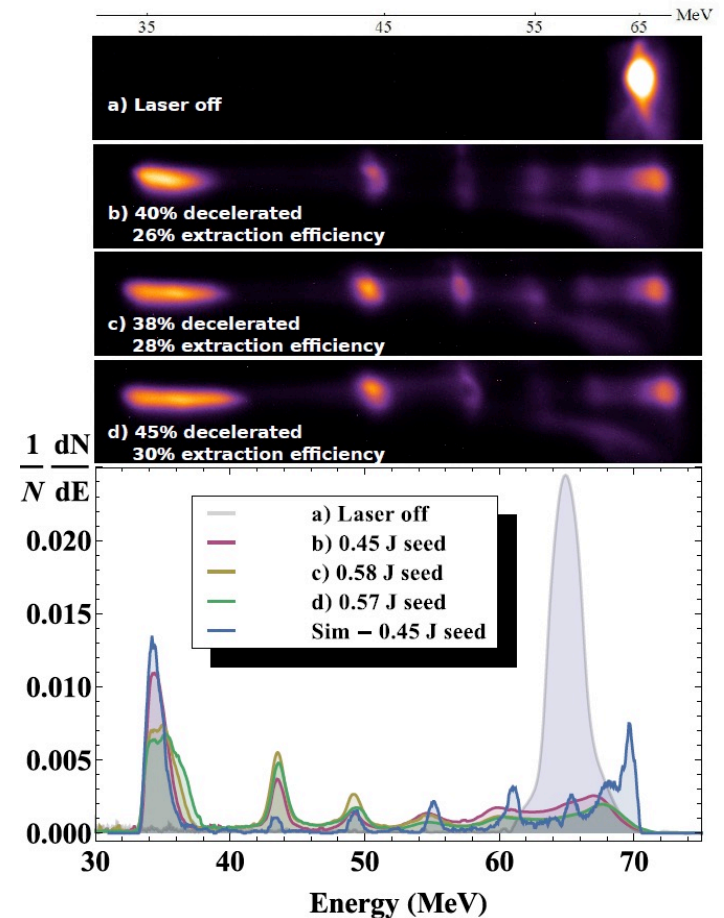 35 45 55 65 MeV
a) Laser off
b) 40% decelerated
26% extraction efficiency
c) 38% decelerated
28% extraction efficiency
d) 45% decelerated
30% extraction efficiency
1 dN
N dE
0.020
0.015
0.010
0.005
0.000
a) Laser off
b) 0.45 J seed
c) 0.58 J seed
d) 0.57 J seed
Sim – 0.45 J seed
30 40 50 60 70
Energy (MeV)